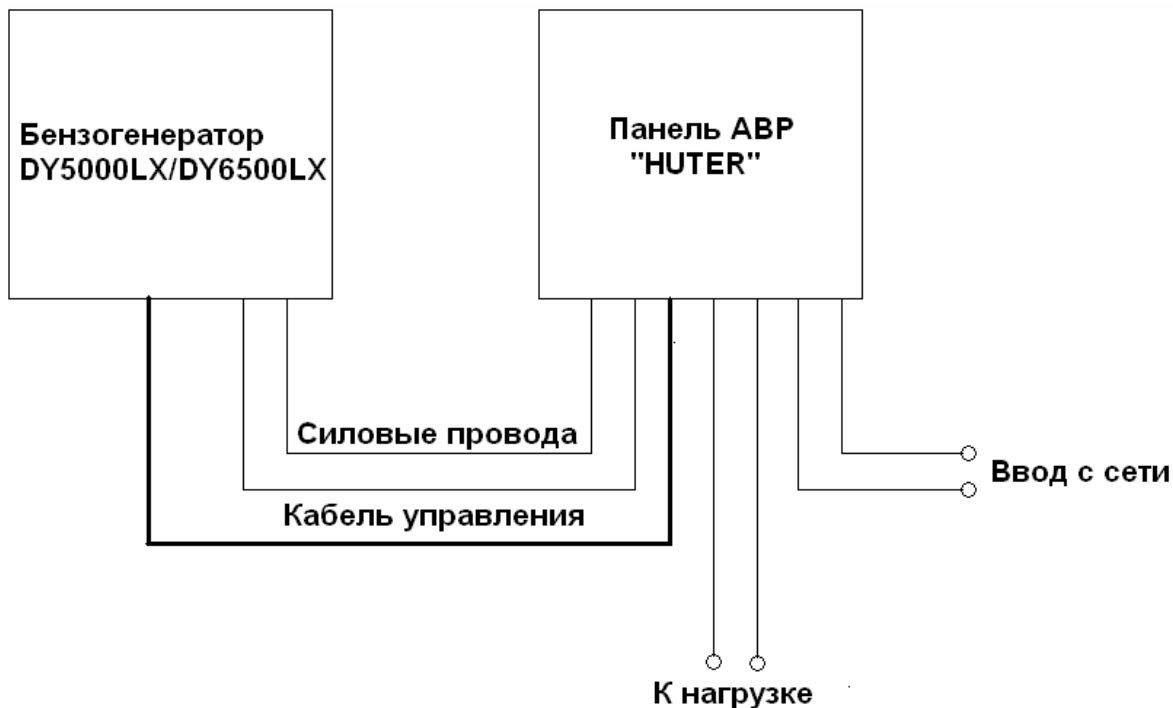 Бензогенератор
DY5000LX/DY6500LX
Панель АВР
"HUTER"
Силовые провода
Кабель управления
Ввод с сети
К нагрузке